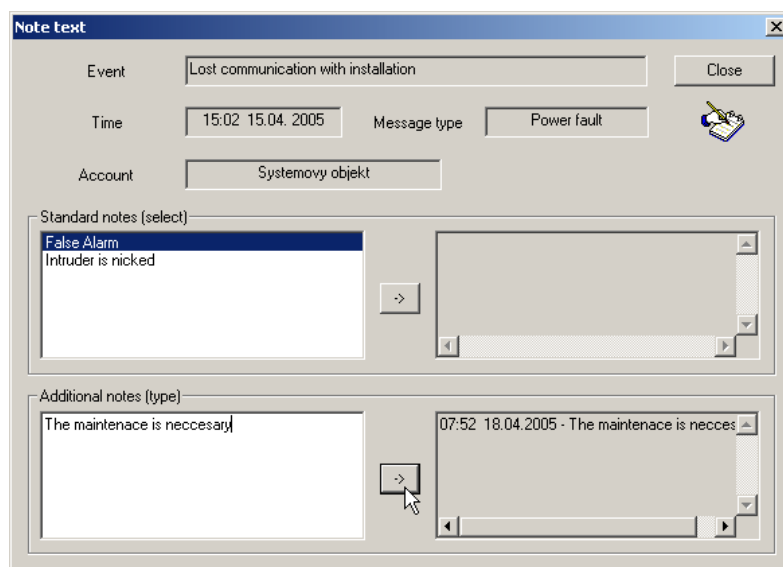 Note text
Event
Lost communication with installation
Close
Time
15:02 15.04. 2005
Message type
Power fault
Account
Systemovy objekt
Standard notes (select)
False Alarm
Intruder is nicked
->
Additional notes (type)
The maintenace is neccesary
->
07:52 18.04.2005 - The maintenace is necces